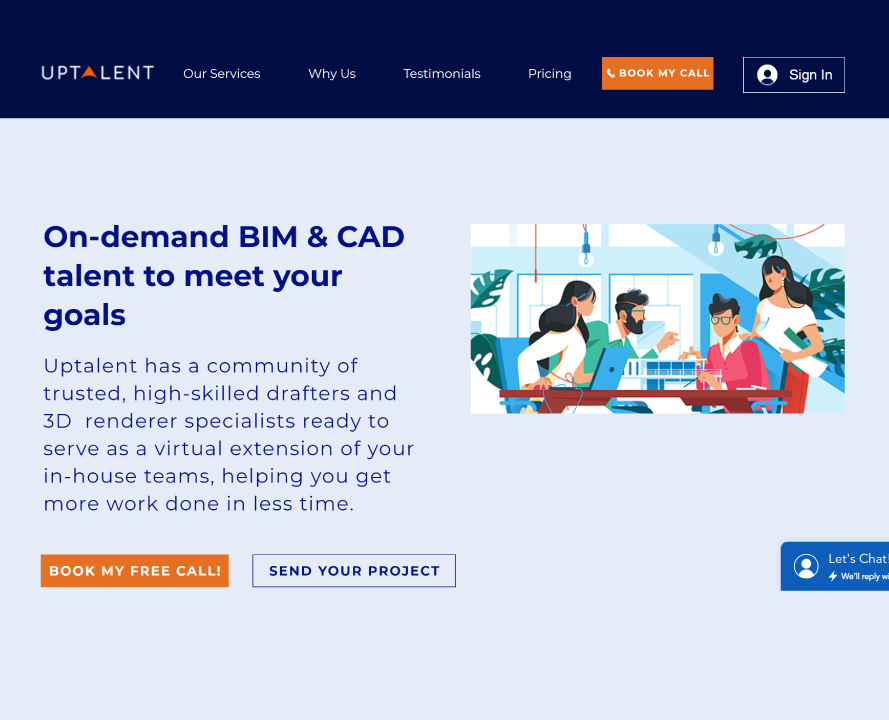 UPTALENT
Our Services
Why Us
Testimonials
Pricing
BOOK MY CALL
Sign In
On-demand BIM & CAD
talent to meet your
goals
Uptalent has a community of
trusted, high-skilled drafters and
3D  renderer specialists ready to
serve as a virtual extension of your
in-house teams, helping you get
more work done in less time.
BOOK MY FREE CALL!
SEND YOUR PROJECT
Let's Chat!
We'll reply